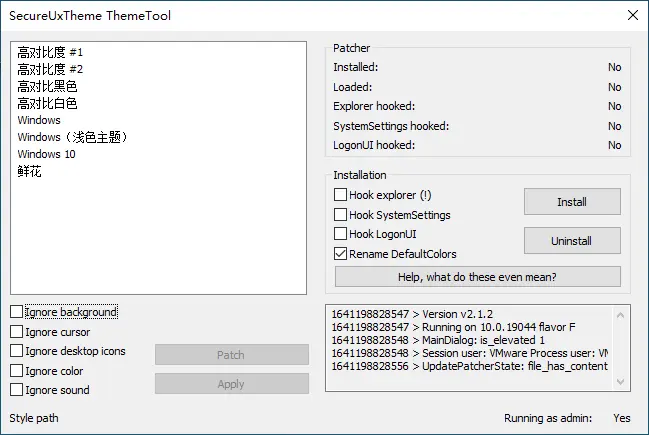 SecureUxTheme ThemeTool
高对比度 #1
高对比度 #2
高对比黑色
高对比白色
Windows
Windows（浅色主题）
Windows 10
鲜花
Patcher
Installed: No
Loaded: No
Explorer hooked: No
SystemSettings hooked: No
LogonUI hooked: No
Installation
Hook explorer (!)
Hook SystemSettings
Hook LogonUI
Rename DefaultColors
Install
Uninstall
Help, what do these even mean?
Ignore background
Ignore cursor
Ignore desktop icons
Ignore color
Ignore sound
Patch
Apply
1641198828547 > Version v2.1.2
1641198828547 > Running on 10.0.19044 flavor F
1641198828548 > MainDialog: is_elevated 1
1641198828548 > Session user: VMware Process user: VM
1641198828556 > UpdatePatcherState: file_has_content
Style path
Running as admin: Yes